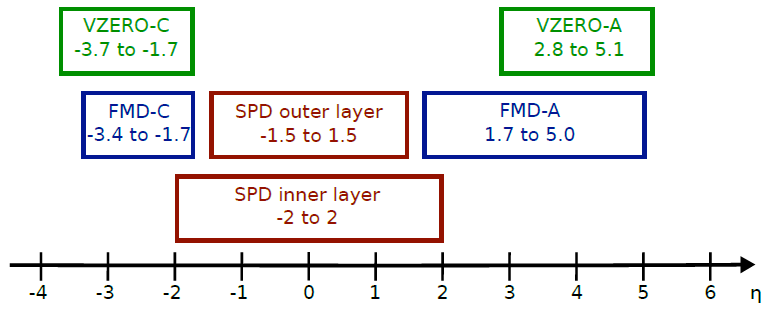 VZERO-C
-3.7 to -1.7
VZERO-A
2.8 to 5.1
FMD-C
-3.4 to -1.7
SPD outer layer
-1.5 to 1.5
FMD-A
1.7 to 5.0
SPD inner layer
-2 to 2
-4 -3 -2 -1 0 1 2 3 4 5 6 η